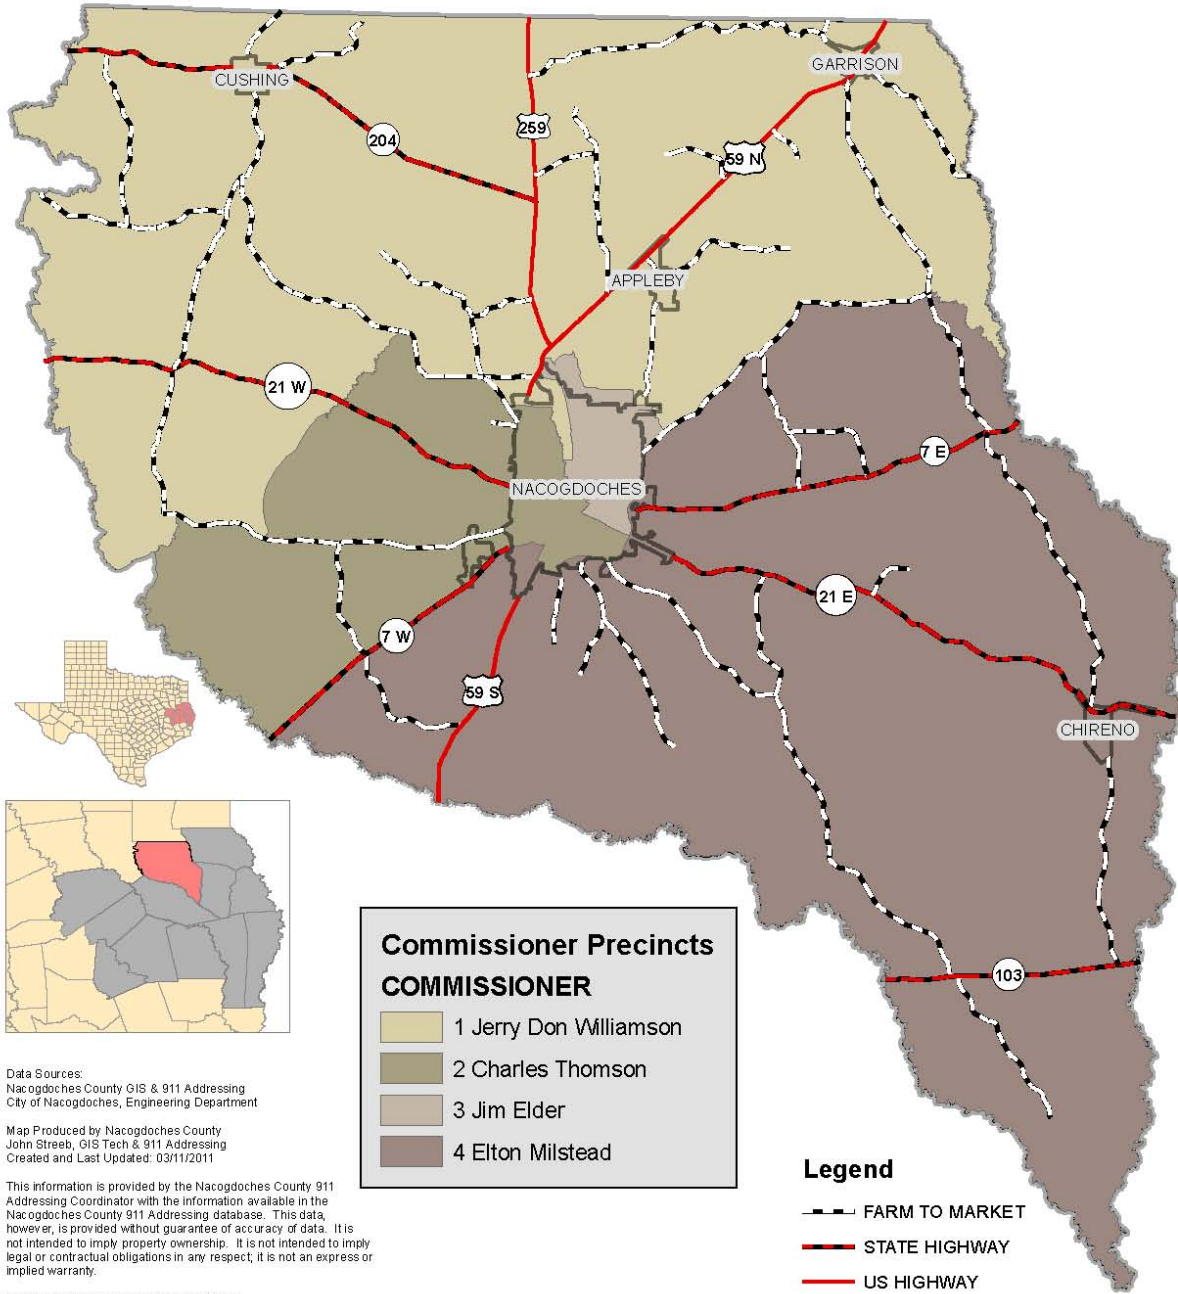 CUSHING
GARRISON
204
259
59 N
APPLEBY
21 W
7 E
NACOGDOCHES
21 E
7 W
59 S
CHIRENO
103
Commissioner Precincts
COMMISSIONER
1 Jerry Don Williamson
2 Charles Thomson
3 Jim Elder
4 Elton Milstead
Data Sources:
Nacogdoches County GIS & 911 Addressing
City of Nacogdoches, Engineering Department
Map Produced by Nacogdoches County
John Streeb, GIS Tech & 911 Addressing
Created and Last Updated: 03/11/2011
This information is provided by the Nacogdoches County 911
Addressing Coordinator with the information available in the
Nacogdoches County 911 Addressing database. This data,
however, is provided without guarantee of accuracy of data. It is
not intended to imply property ownership. It is not intended to imply
legal or contractual obligations in any respect; it is not an express or
implied warranty.
Legend
FARM TO MARKET
STATE HIGHWAY
US HIGHWAY